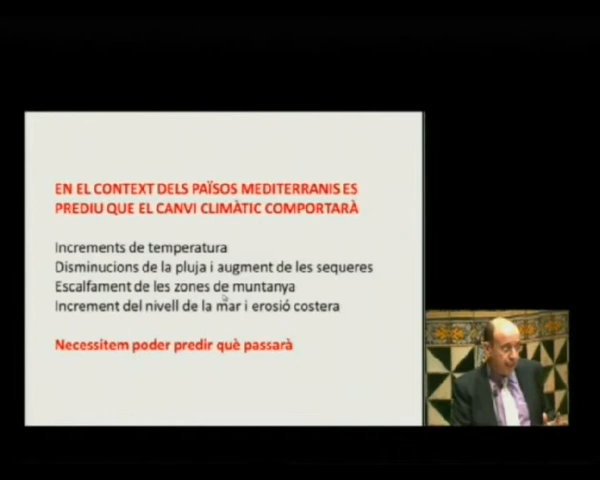 EN EL CONTEXT DELS PAÏSOS MEDITERRANIS ES
PREDIU QUE EL CANVI CLIMÀTIC COMPORTARÀ
Increments de temperatura
Disminucions de la pluja i augment de les sequeres
Escalfament de les zones de muntanya
Increment del nivell de la mar i erosió costera
Necessitem poder predir què passarà